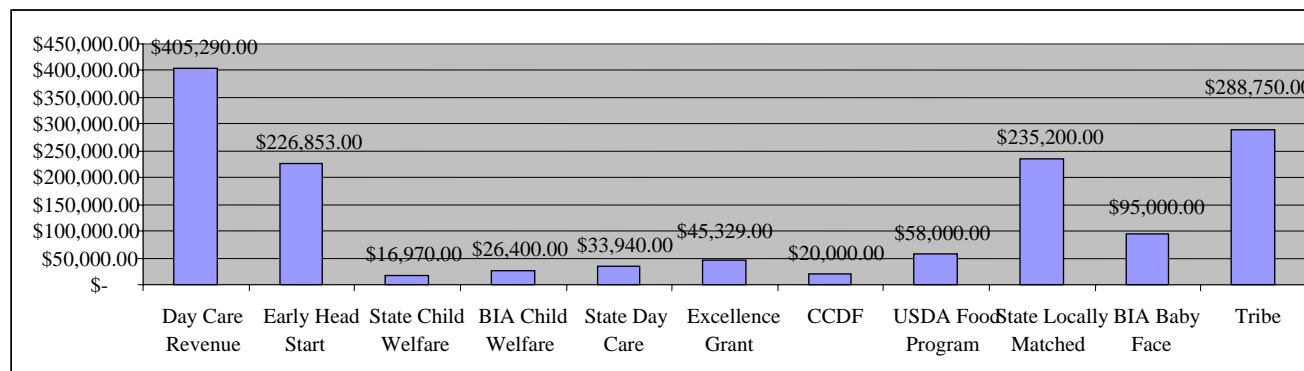 $450,000.00
$400,000.00
$350,000.00
$300,000.00
$250,000.00
$200,000.00
$150,000.00
$100,000.00
$50,000.00
$-
$405,290.00
$226,853.00
$16,970.00
$26,400.00
$33,940.00
$45,329.00
$20,000.00
$58,000.00
$235,200.00
$95,000.00
$288,750.00
Day Care
Revenue
Early Head
Start
State Child
Welfare
BIA Child
Welfare
State Day
Care
Excellence
Grant
CCDF
USDA Food
Program
State Locally
Matched
BIA Baby
Face
Tribe